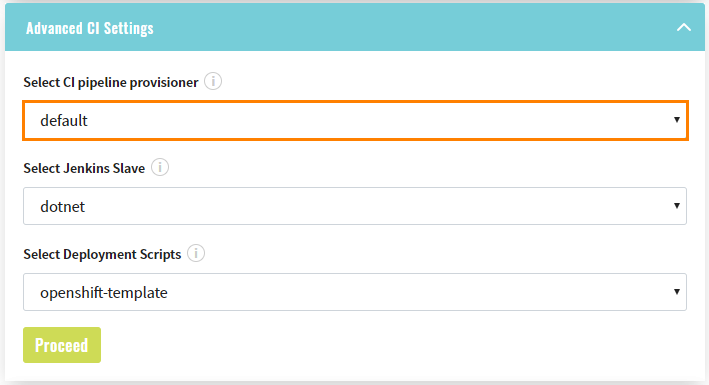 Advanced CI Settings
Select CI pipeline provisioner
default
Select Jenkins Slave
dotnet
Select Deployment Scripts
openshift-template
Proceed